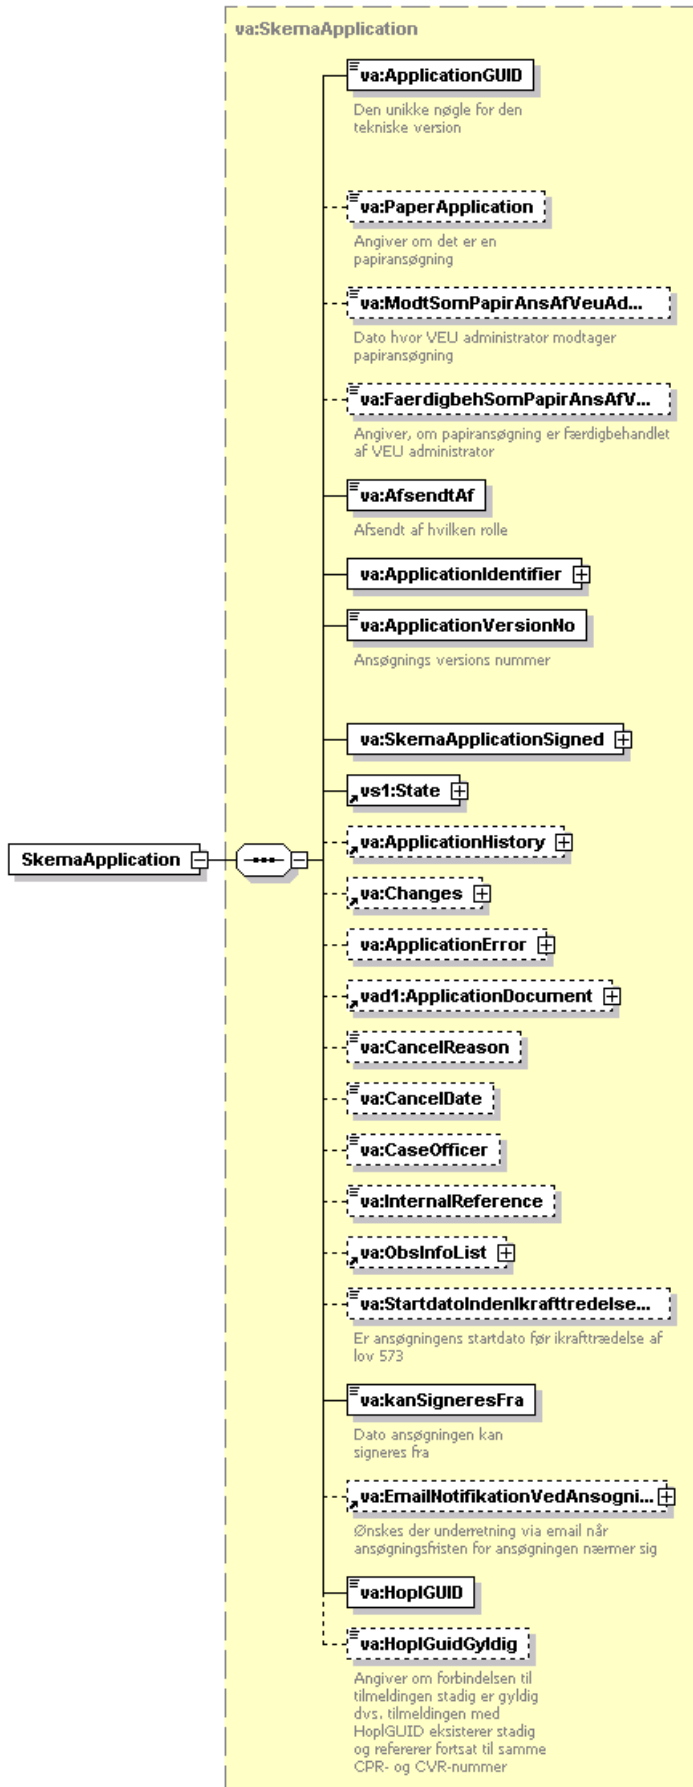 va:SkemaApplication
va:ApplicationGUID
Den unikke nøgle for den
tekniske version
va:PaperApplication
Angiver om det er en
papiransøgning
va:ModtSomPapirAnsAfVeuAd...
Dato hvor VEU administrator modtager
papiransøgning
va:FaerdigbehSomPapirAnsAfV...
Angiver, om papiransøgning er færdigbehandlet
af VEU administrator
va:AfsendtAf
Afsendt af hvilken rolle
va:ApplicationIdentifier
va:ApplicationVersionNo
Ansøgnings versions nummer
va:SkemaApplicationSigned
vs1:State
va:ApplicationHistory
SkemaApplication
va:Changes
va:ApplicationError
vad1:ApplicationDocument
va:CancelReason
va:CancelDate
va:CaseOfficer
va:InternalReference
va:ObsInfoList
va:StartdatoIndenIkrafttredelse...
Er ansøgningens startdato før ikrafttrædelse af
lov 573
va:kanSigneresFra
Dato ansøgningen kan
signeres fra
va:EmailNotifikationVedAnsogni...
Ønskes der underretning via email når
ansøgningsfristen for ansøgningen nærmer sig
va:HoplGUID
va:HoplGuidGyldig
Angiver om forbindelsen til
tilmeldingen stadig er gyldig
dvs. tilmeldingen med
HoplGUID eksisterer stadig
og refererer fortsat til samme
CPR- og CVR-nummer